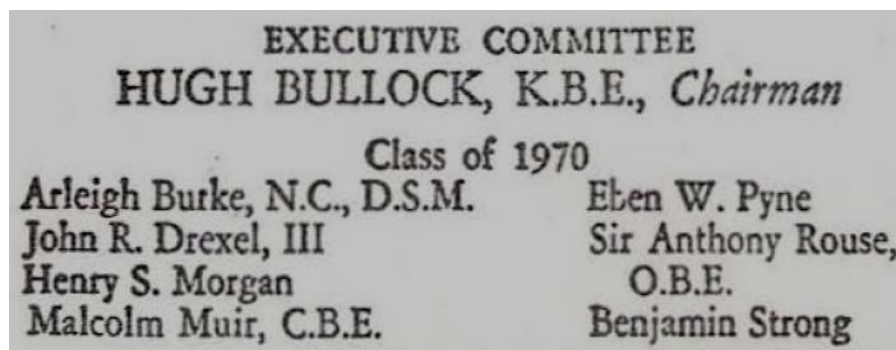 EXECUTIVE COMMITTEE
HUGH BULLOCK, K.B.E., Chairman
Class of 1970
Arleigh Burke, N.C., D.S.M.
John R. Drexel, III
Henry S. Morgan
Malcolm Muir, C.B.E.
Eben W. Pyne
Sir Anthony Rouse,
O.B.E.
Benjamin Strong